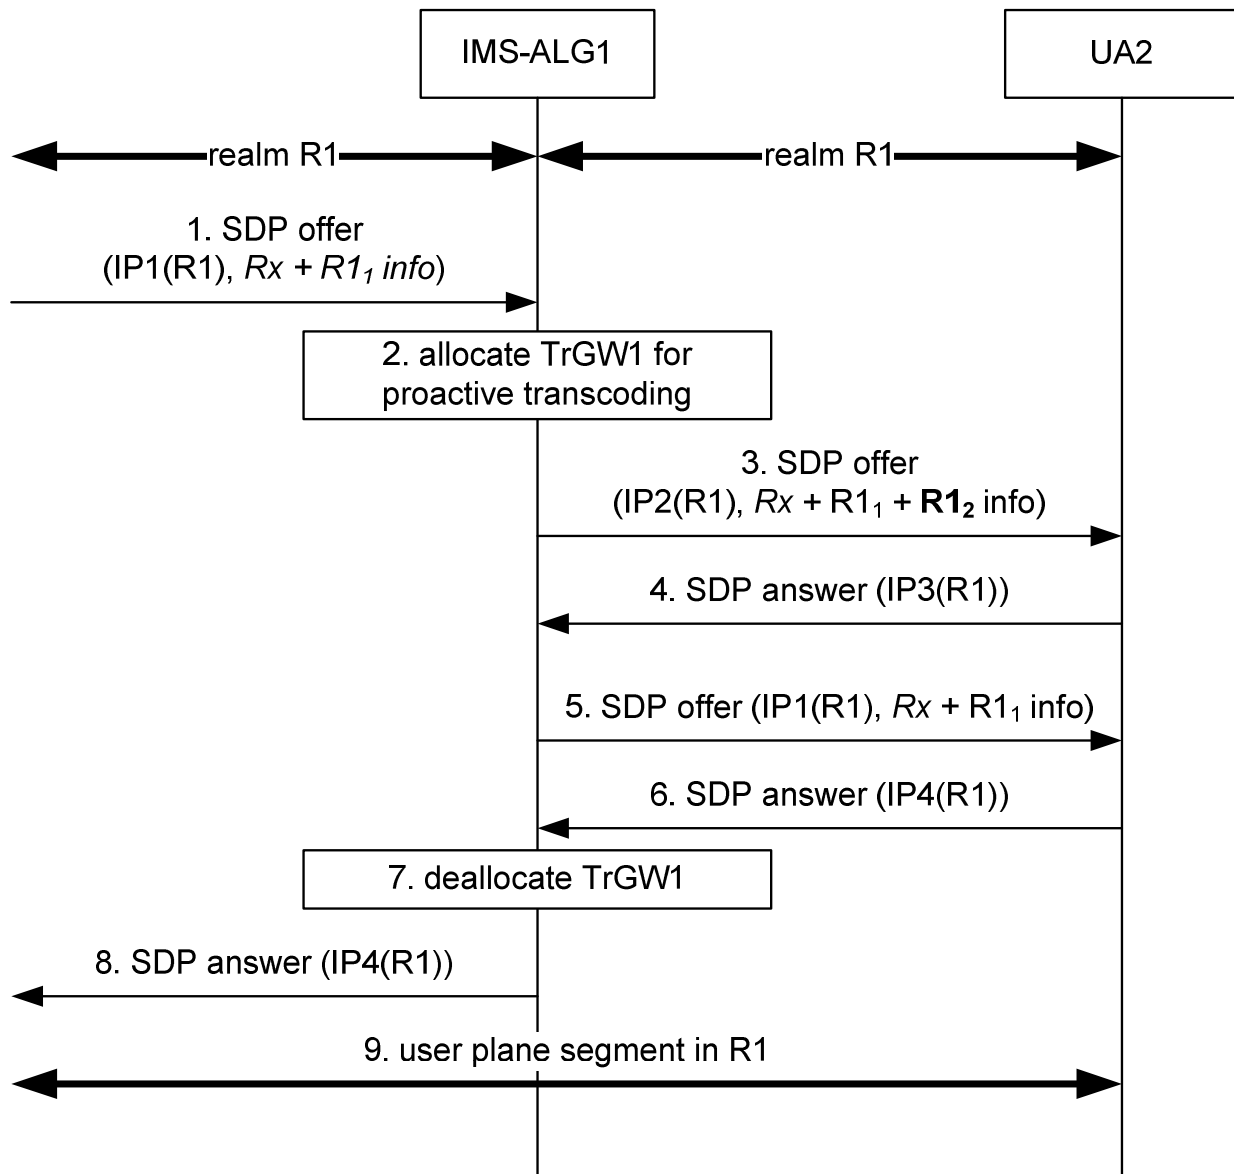 IMS-ALG1
UA2
realm R1
realm R1
1. SDP offer
(IP1(R1), Rx + R1₁ info)
2. allocate TrGW1 for
proactive transcoding
3. SDP offer
(IP2(R1), Rx + R1₁ + R1₂ info)
4. SDP answer (IP3(R1))
5. SDP offer (IP1(R1), Rx + R1₁ info)
6. SDP answer (IP4(R1))
7. deallocate TrGW1
8. SDP answer (IP4(R1))
9. user plane segment in R1